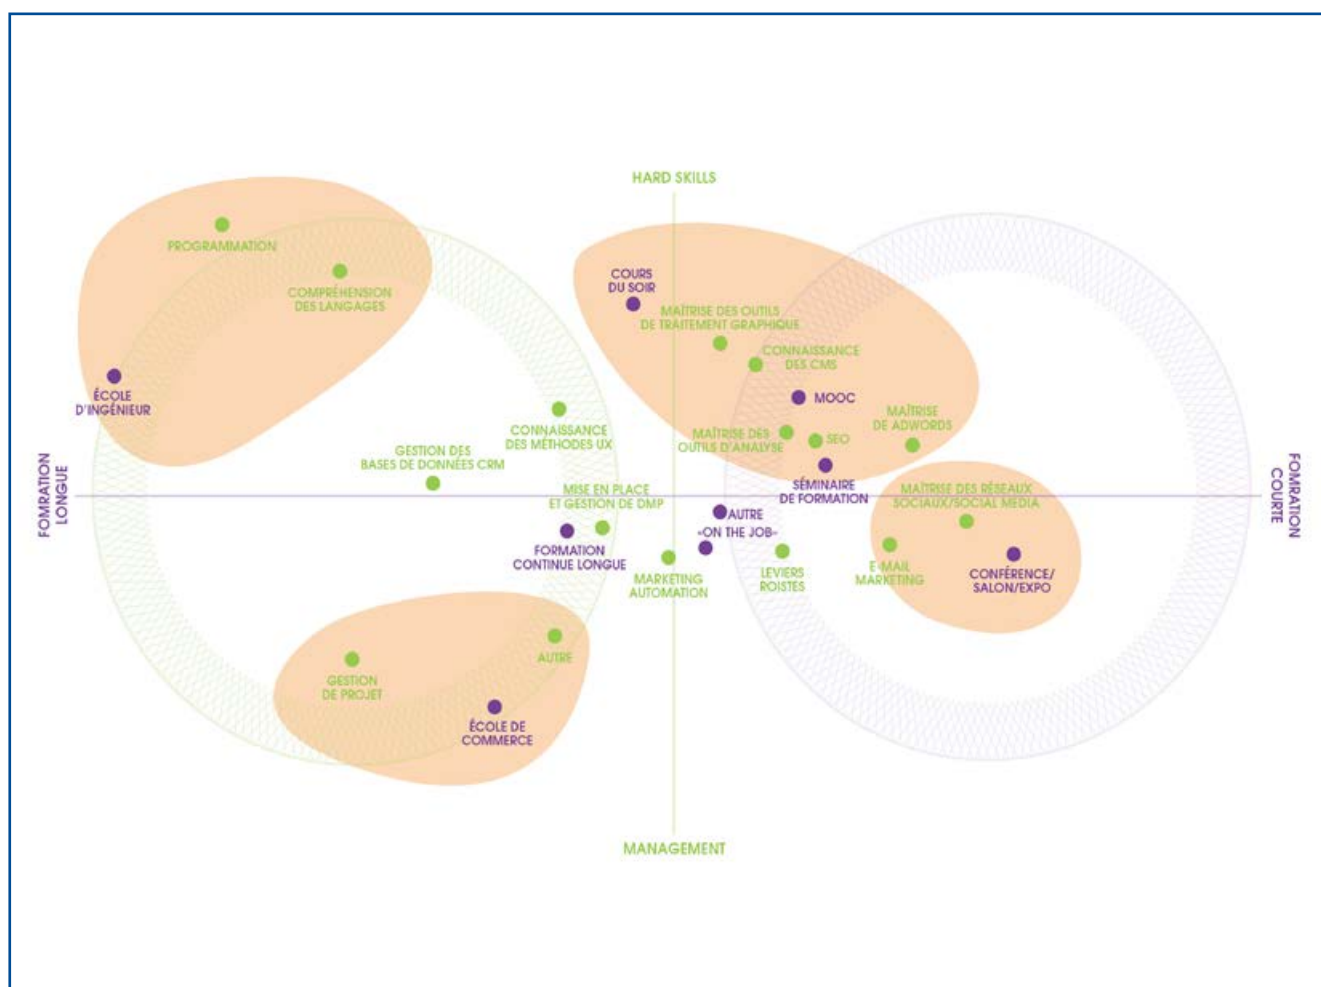 HARD SKILLS
PROGRAMMATION
COMPRÉHENSION
DES LANGAGES
COURS
DU SOIR
MAÎTRISE DES OUTILS
DE TRAITEMENT GRAPHIQUE
CONNAISSANCE
DES CMS
ÉCOLE
D'INGÉNIEUR
MOOC
MAÎTRISE
DE ADWORDS
CONNAISSANCE
DES MÉTHODES UX
MAÎTRISE DES
OUTILS D'ANALYSE
SEO
GESTION DES
BASES DE DONNÉES CRM
FOMRATION
LONGUE
MISE EN PLACE
ET GESTION DE DMP
SÉMINAIRE
DE FORMATION
MAÎTRISE DES RÉSEAUX
SOCIAUX/SOCIAL MEDIA
FOMRATION
COURTE
AUTRE
«ON THE JOB»
FORMATION
CONTINUE LONGUE
MARKETING
AUTOMATION
LEVIERS
ROISTES
E-MAIL
MARKETING
CONFÉRENCE/
SALON/EXPO
AUTRE
GESTION
DE PROJET
ÉCOLE DE
COMMERCE
MANAGEMENT